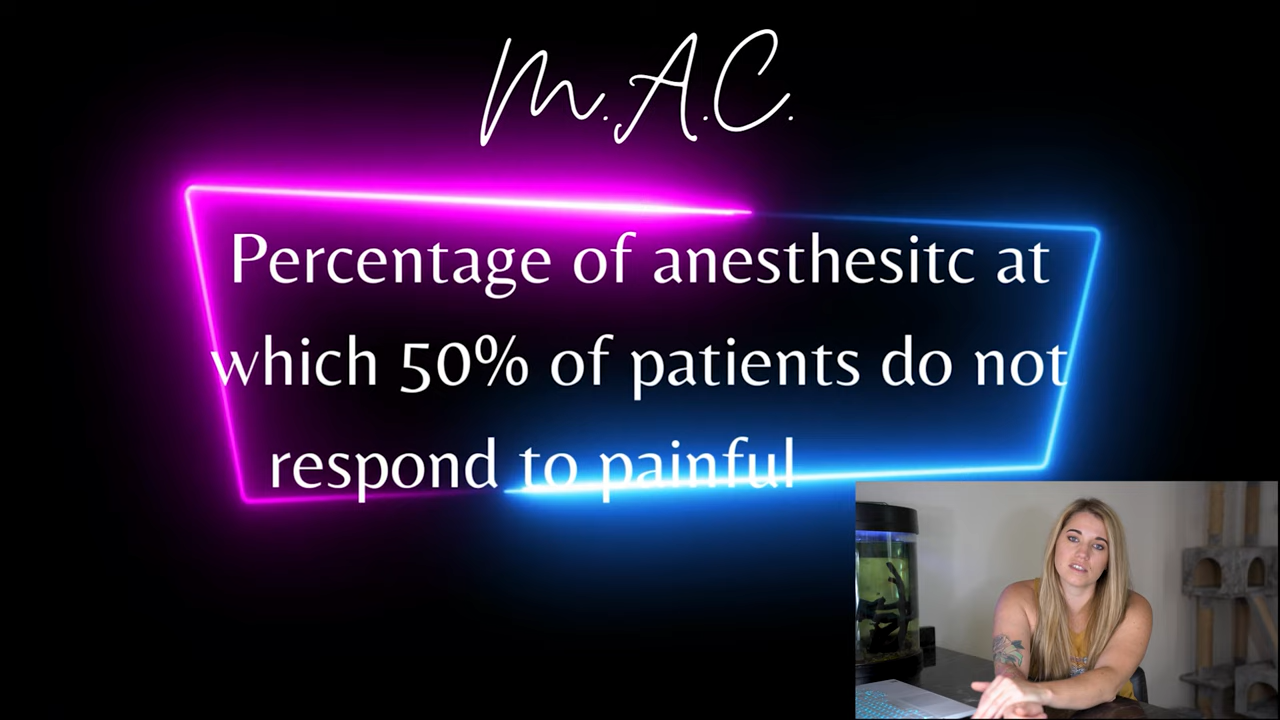 M.A.C.
Percentage of anesthesitc at
which 50% of patients do not
respond to painful